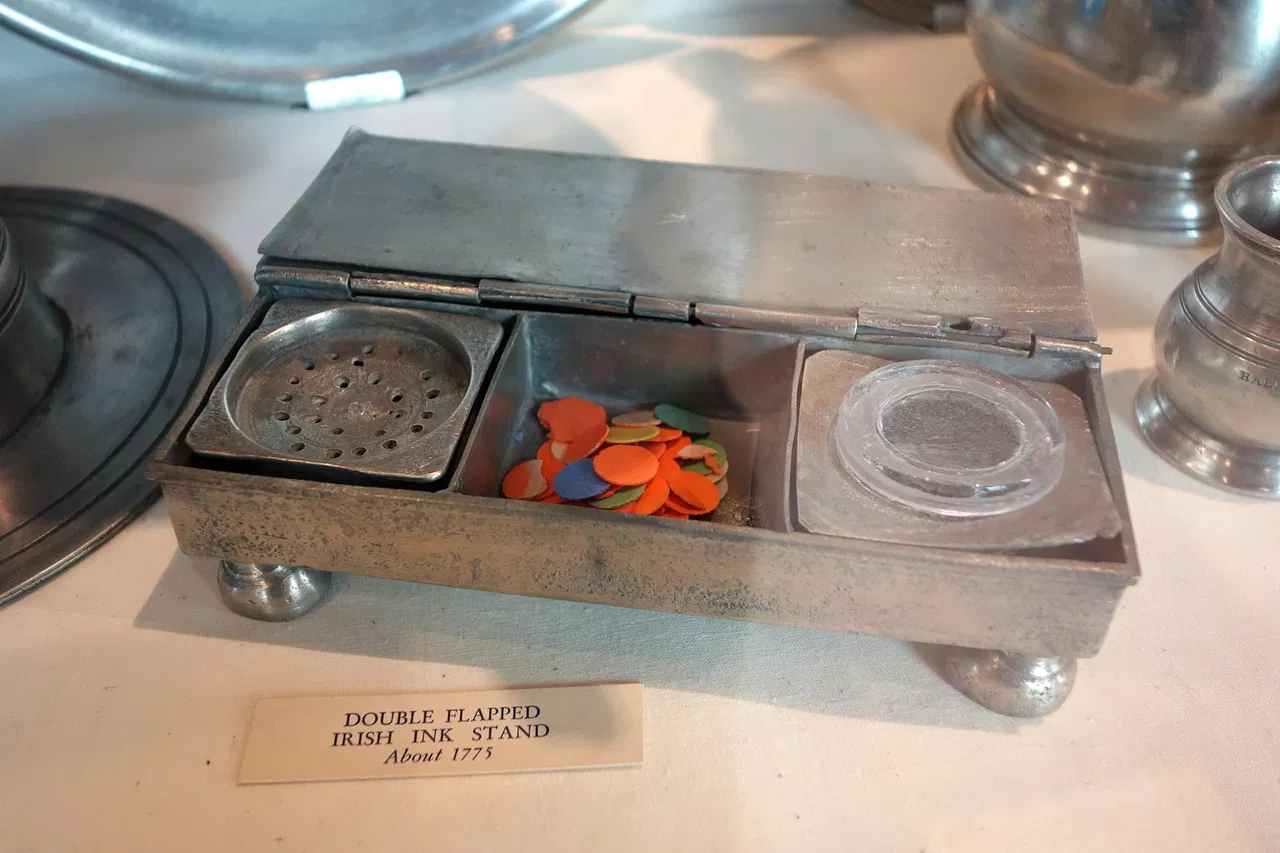 DOUBLE FLAPPED
IRISH INK STAND
About 1775